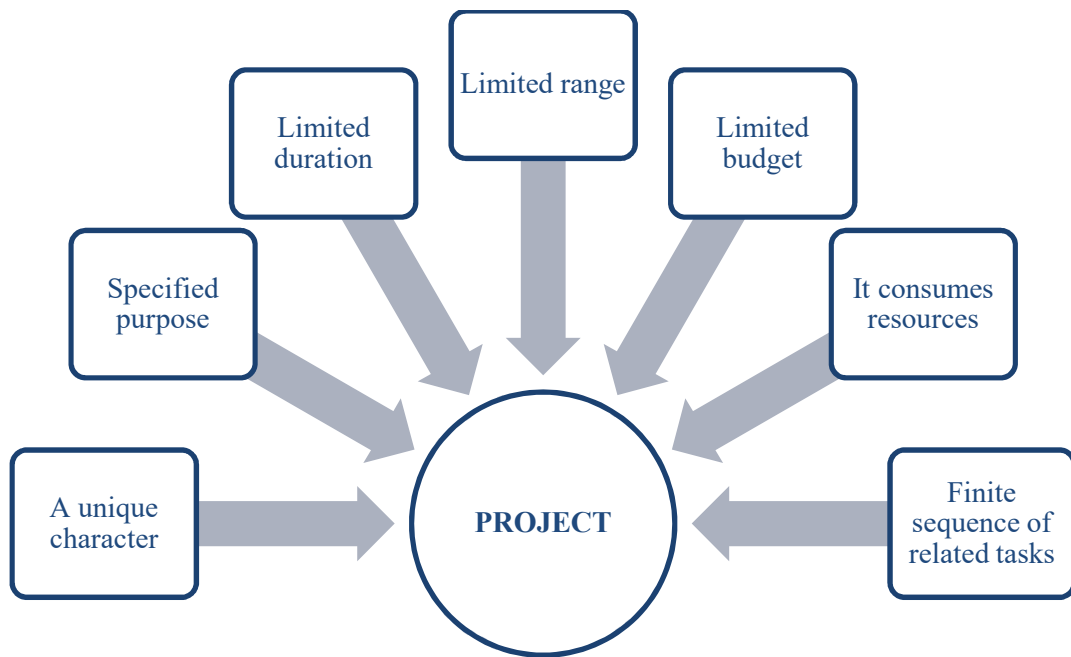 Limited range
Limited
duration
Limited
budget
Specified
purpose
It consumes
resources
A unique
character
PROJECT
Finite
sequence of
related tasks